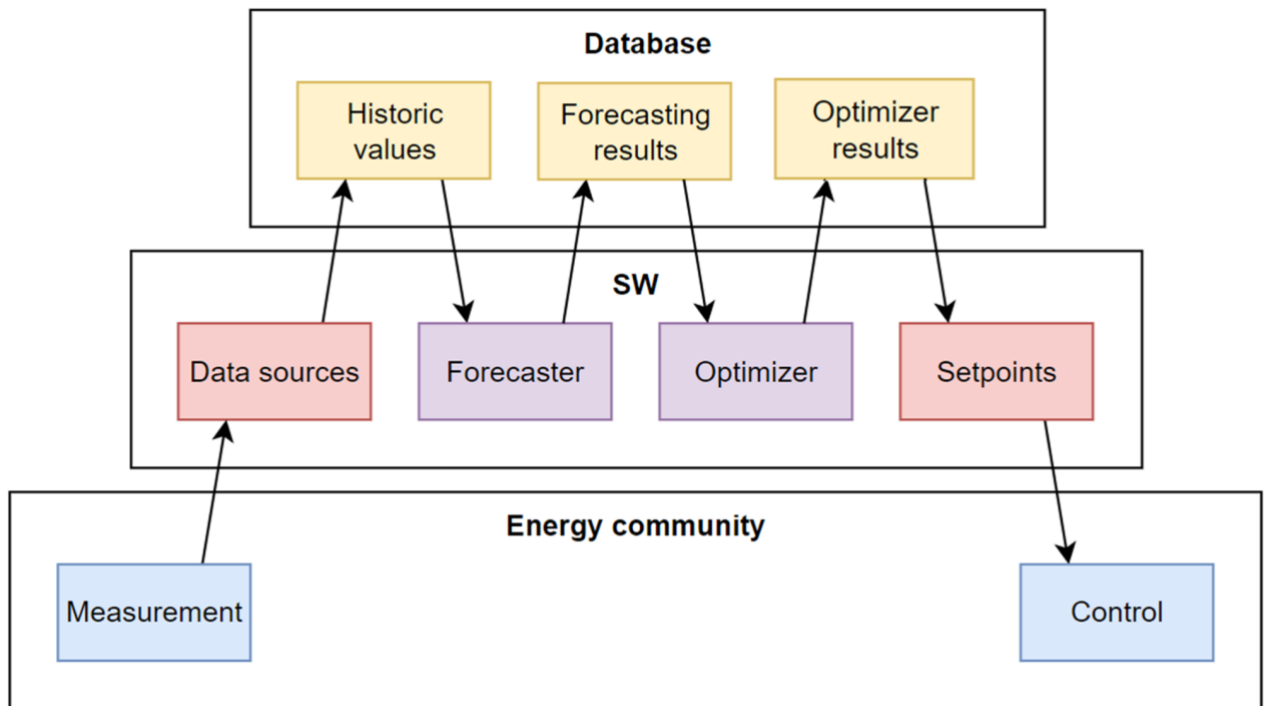 Database
Historic
values
Forecasting
results
Optimizer
results
SW
Data sources
Forecaster
Optimizer
Setpoints
Energy community
Measurement
Control